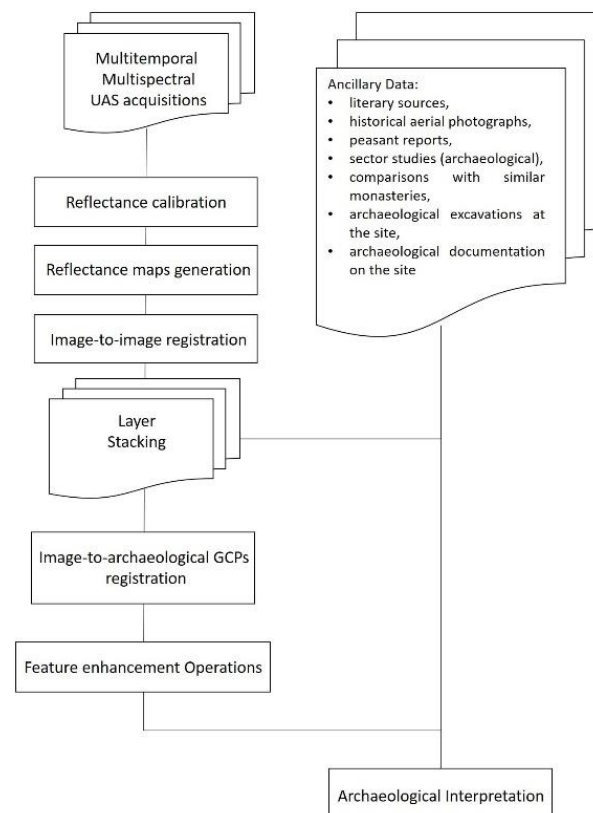 Multitemporal
Multispectral
UAS acquisitions
Reflectance calibration
Reflectance maps generation
Image-to-image registration
Layer
Stacking
Image-to-archaeological GCPs
registration
Feature enhancement Operations
Ancillary Data:
• literary sources,
• historical aerial photographs,
• peasant reports,
• sector studies (archaeological),
• comparisons with similar
monasteries,
• archaeological excavations at
the site,
• archaeological documentation
on the site
Archaeological Interpretation